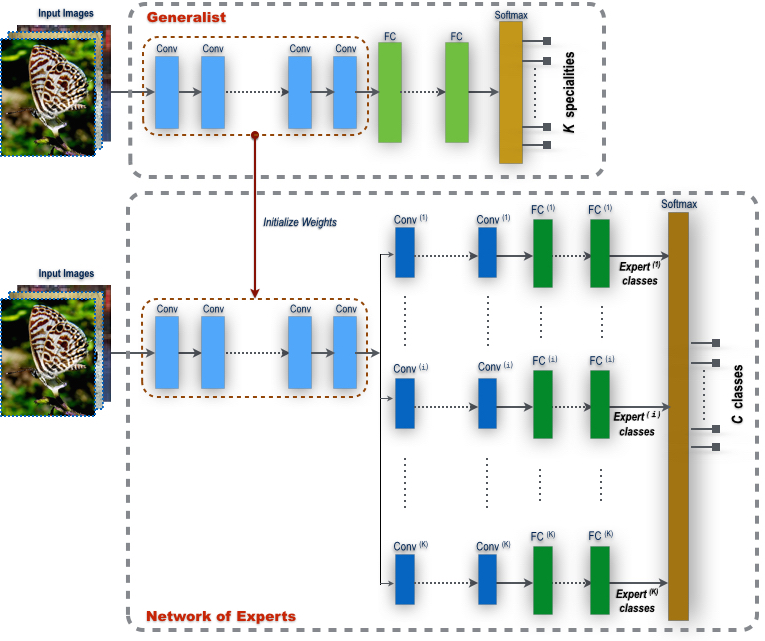 Input Images
Generalist
Conv Conv Conv Conv FC FC Softmax
K specialities
Initialize Weights
Input Images
Conv Conv Conv Conv
Conv (1) Conv (1) FC (1) FC (1) Softmax
Expert (1)
classes
Conv (i) Conv (i) FC (i) FC (i)
Expert (i)
classes
C classes
Conv (K) Conv (K) FC (K) FC (K)
Expert (K)
classes
Network of Experts